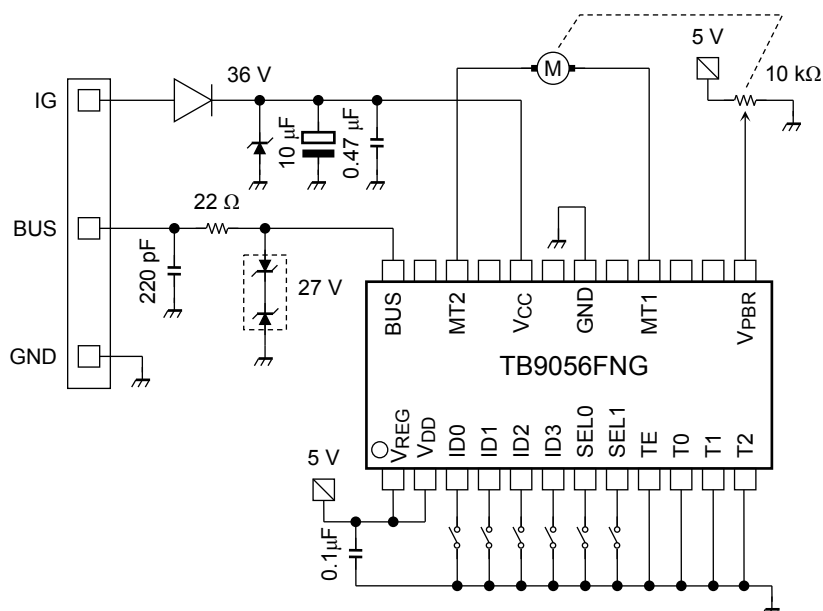 5 V
M
10 kΩ
IG
36 V
10 μF
0.47 μF
22 Ω
BUS
220 pF
27 V
GND
BUS
MT2
VCC
GND
MT1
VPBR
TB9056FNG
VREG
VDD
ID0
ID1
ID2
ID3
SEL0
SEL1
TE
T0
T1
T2
5 V
0.1μF